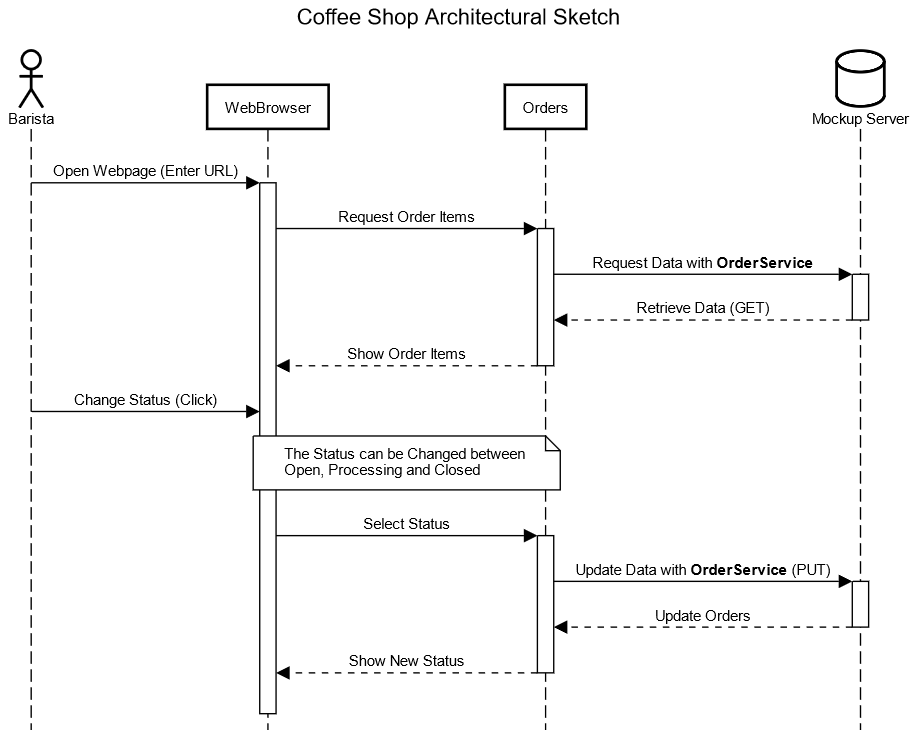 Coffee Shop Architectural Sketch
Barista
WebBrowser
Orders
Mockup Server
Open Webpage (Enter URL)
Request Order Items
Request Data with OrderService
Retrieve Data (GET)
Show Order Items
Change Status (Click)
The Status can be Changed between
Open, Processing and Closed
Select Status
Update Data with OrderService (PUT)
Update Orders
Show New Status